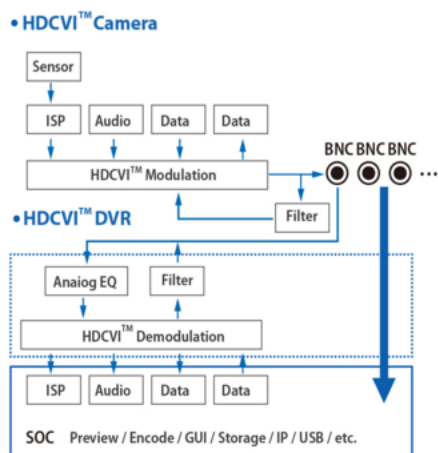 • HDCVI™ Camera
Sensor
ISP Audio Data Data
BNC BNC BNC
HDCVI™ Modulation
...
Filter
• HDCVI™ DVR
Anaiog EQ Filter
HDCVI™ Demodulation
ISP Audio Data Data
SOC Preview / Encode / GUI / Storage / IP / USB / etc.